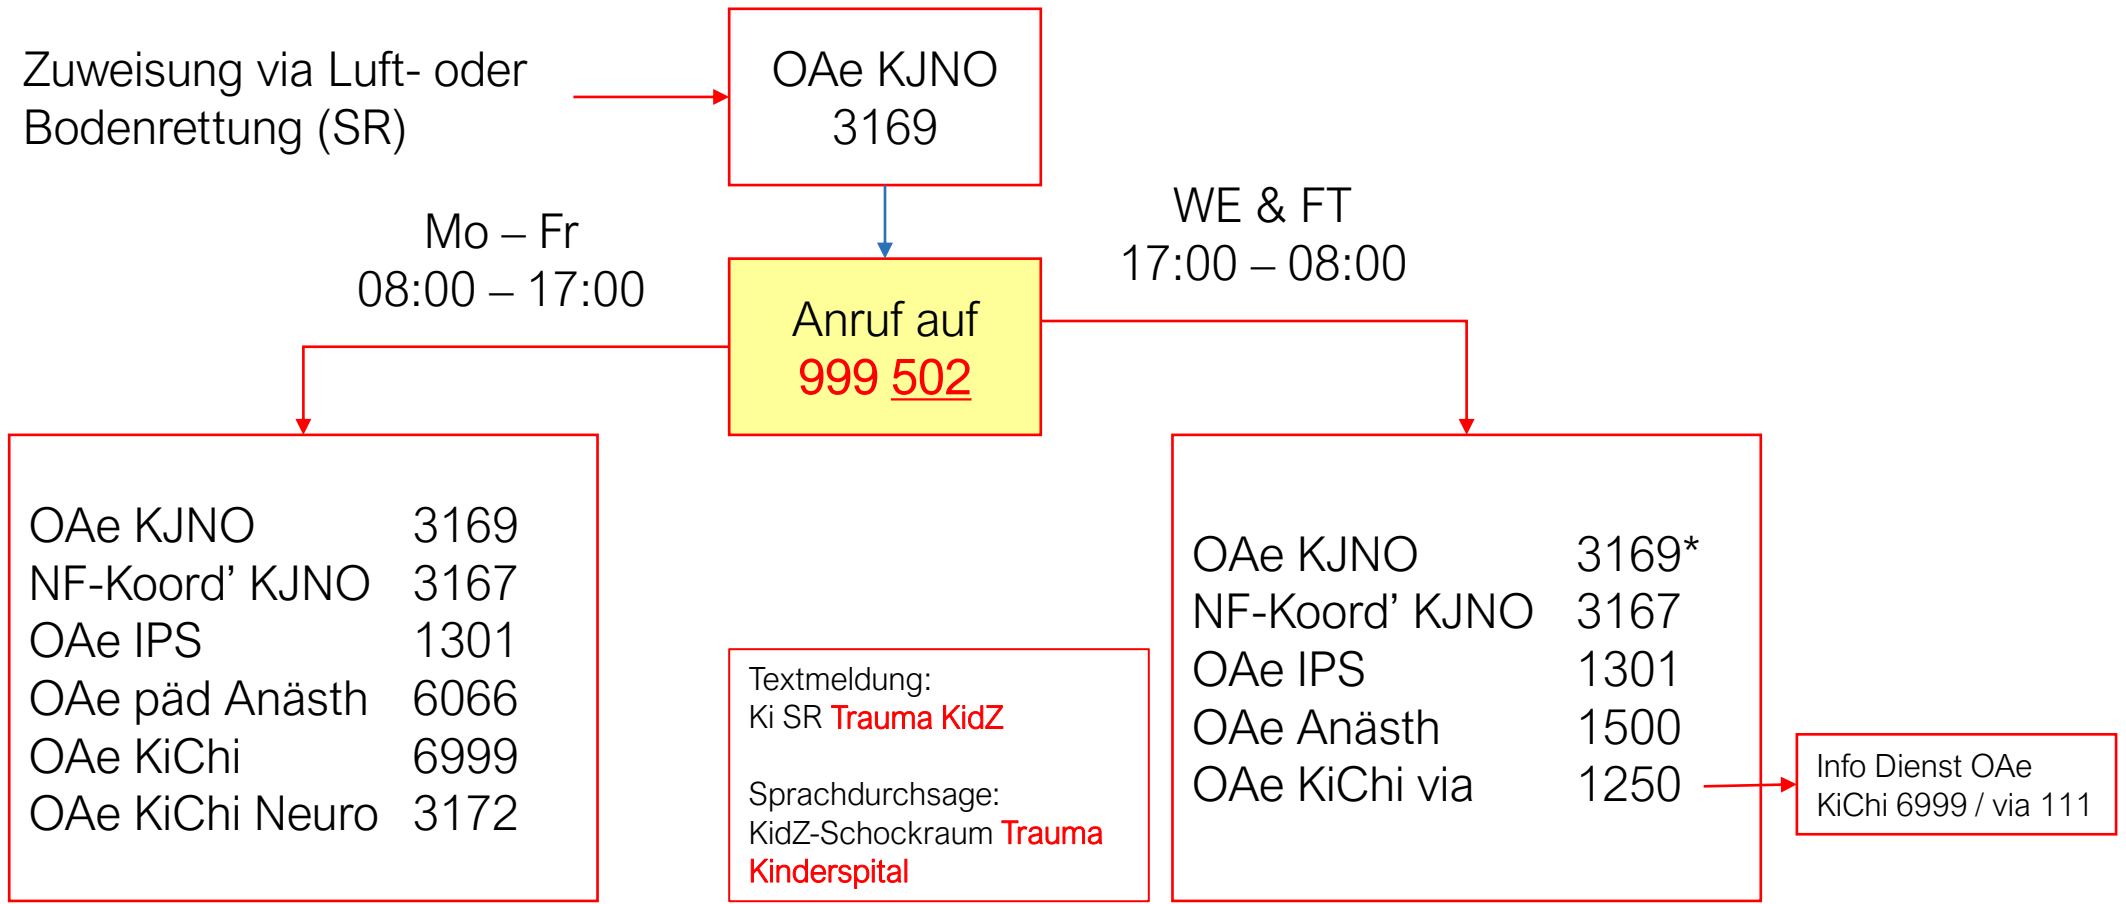 Zuweisung via Luft- oder
Bodenrettung (SR)
OAe KJNO
3169
Mo – Fr
08:00 – 17:00
WE & FT
17:00 – 08:00
Anruf auf
999 502
OAe KJNO 3169
NF-Koord’ KJNO 3167
OAe IPS 1301
OAe päd Anästh 6066
OAe KiChi 6999
OAe KiChi Neuro 3172
Textmeldung:
Ki SR Trauma KidZ
Sprachdurchsage:
KidZ-Schockraum Trauma
Kinderspital
OAe KJNO 3169*
NF-Koord’ KJNO 3167
OAe IPS 1301
OAe Anästh 1500
OAe KiChi via 1250
Info Dienst OAe
KiChi 6999 / via 111